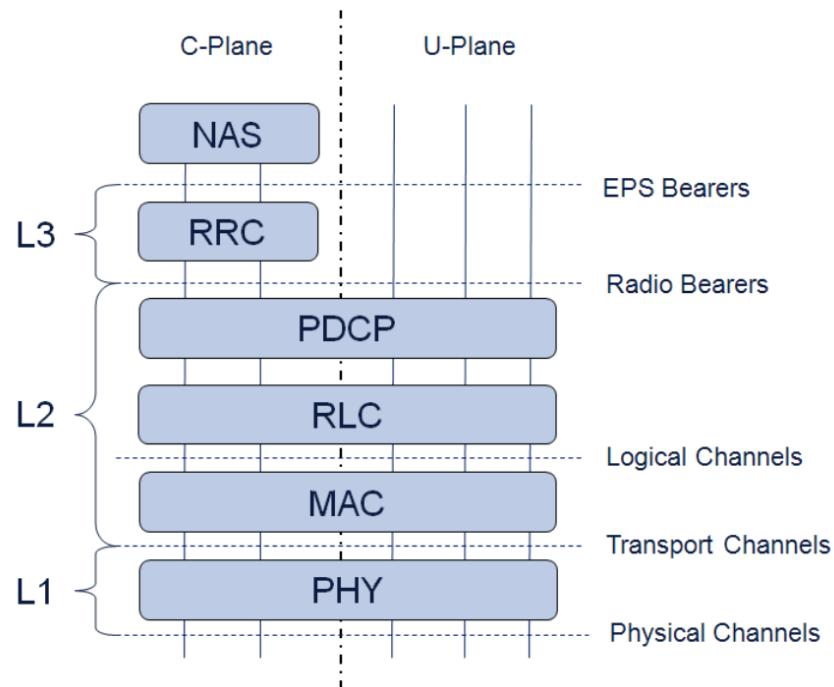 C-Plane
U-Plane
NAS
EPS Bearers
L3
RRC
Radio Bearers
PDCP
L2
RLC
Logical Channels
MAC
Transport Channels
L1
PHY
Physical Channels